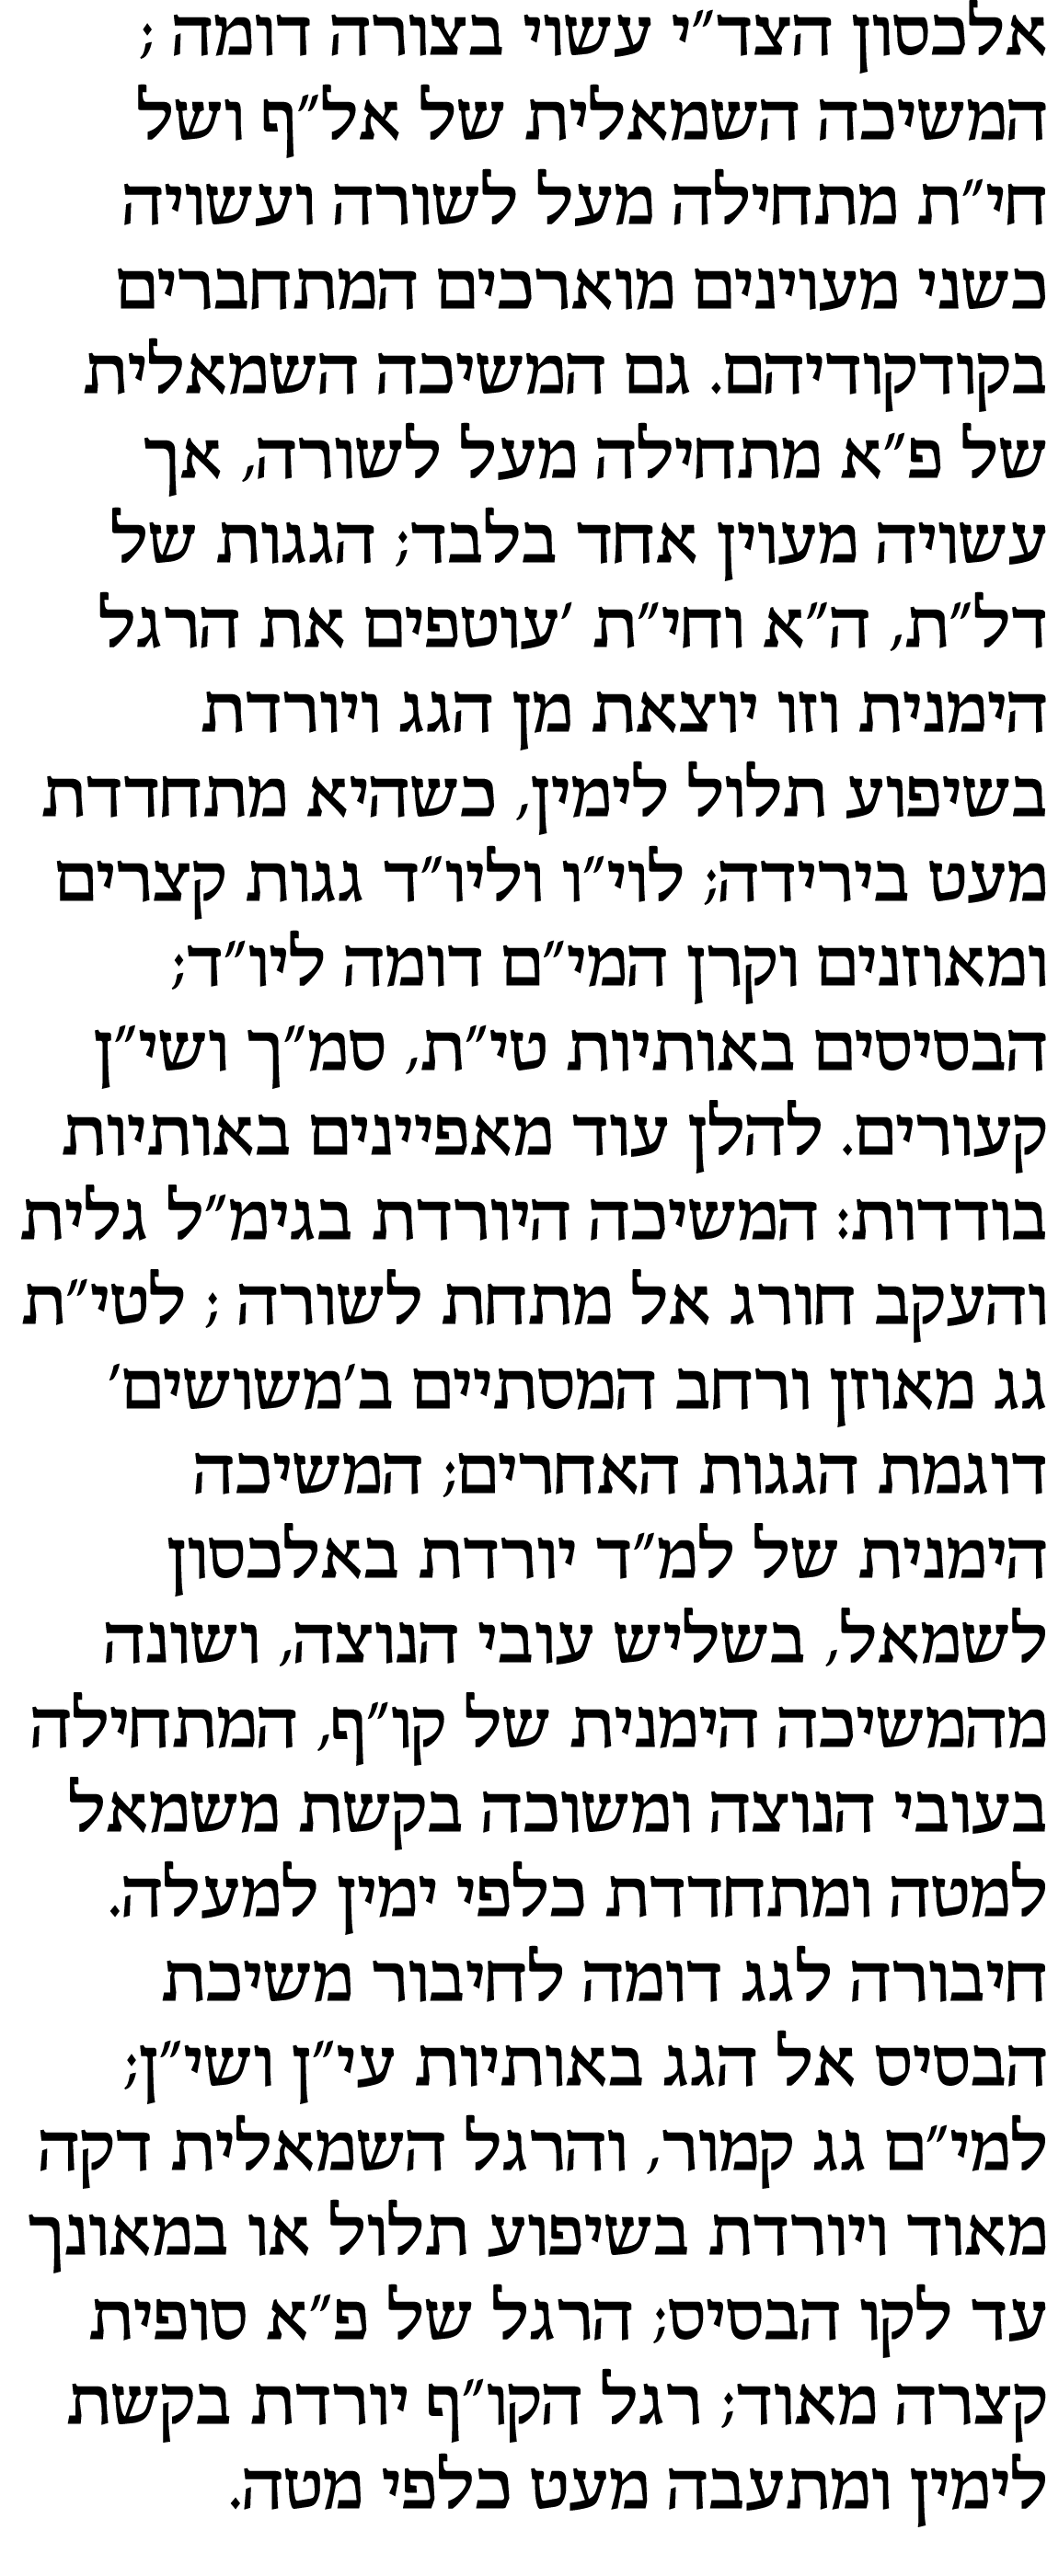 אלכסון הצד״י עשוי בצורה דומה ;
המשיכה השמאלית של אל״ף ושל
חי״ת מתחילה מעל לשורה ועשויה
כשני מעוינים מוארכים המתחברים
בקודקודיהם. גם המשיכה השמאלית
של פ״א מתחילה מעל לשורה, אך
עשויה מעוין אחד בלבד; הגגות של
דל״ת, ה״א וחי״ת ׳עוטפים את הרגל
הימנית וזו יוצאת מן הגג ויורדת
בשיפוע תלול לימין, כשהיא מתחדדת
מעט בירידה; לוי״ו וליו״ד גגות קצרים
ומאוזנים וקרן המי״ם דומה ליו״ד;
הבסיסים באותיות טי״ת, סמ״ך ושי״ן
קעורים. להלן עוד מאפיינים באותיות
בודדות: המשיכה היורדת בגימ״ל גלית
והעקב חורג אל מתחת לשורה ; לטי״ת
גג מאוזן ורחב המסתיים ב׳משושים׳
דוגמת הגגות האחרים; המשיכה
הימנית של למ״ד יורדת באלכסון
לשמאל, בשליש עובי הנוצה, ושונה
מהמשיכה הימנית של קו״ף, המתחילה
בעובי הנוצה ומשוכה בקשת משמאל
למטה ומתחדדת כלפי ימין למעלה.
חיבורה לגג דומה לחיבור משיכת
הבסיס אל הגג באותיות עי״ן ושי״ן;
למי״ם גג קמור, והרגל השמאלית דקה
מאוד ויורדת בשיפוע תלול או במאונך
עד לקו הבסיס; הרגל של פ״א סופית
קצרה מאוד; רגל הקו״ף יורדת בקשת
לימין ומתעבה מעט כלפי מטה.